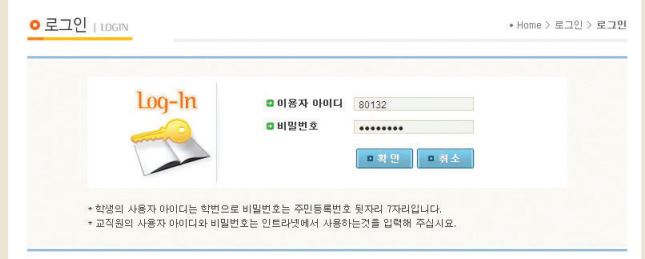 로그인 | LOGIN
• Home > 로그인 > 로그인
Log-In
이용자 아이디 80132
비밀번호 ••••••••
확인 취소
* 학생의 사용자 아이디는 학번으로 비밀번호는 주민등록번호 뒷자리 7자리입니다.
* 교직원의 사용자 아이디와 비밀번호는 인트라넷에서 사용하는것을 입력해 주십시요.